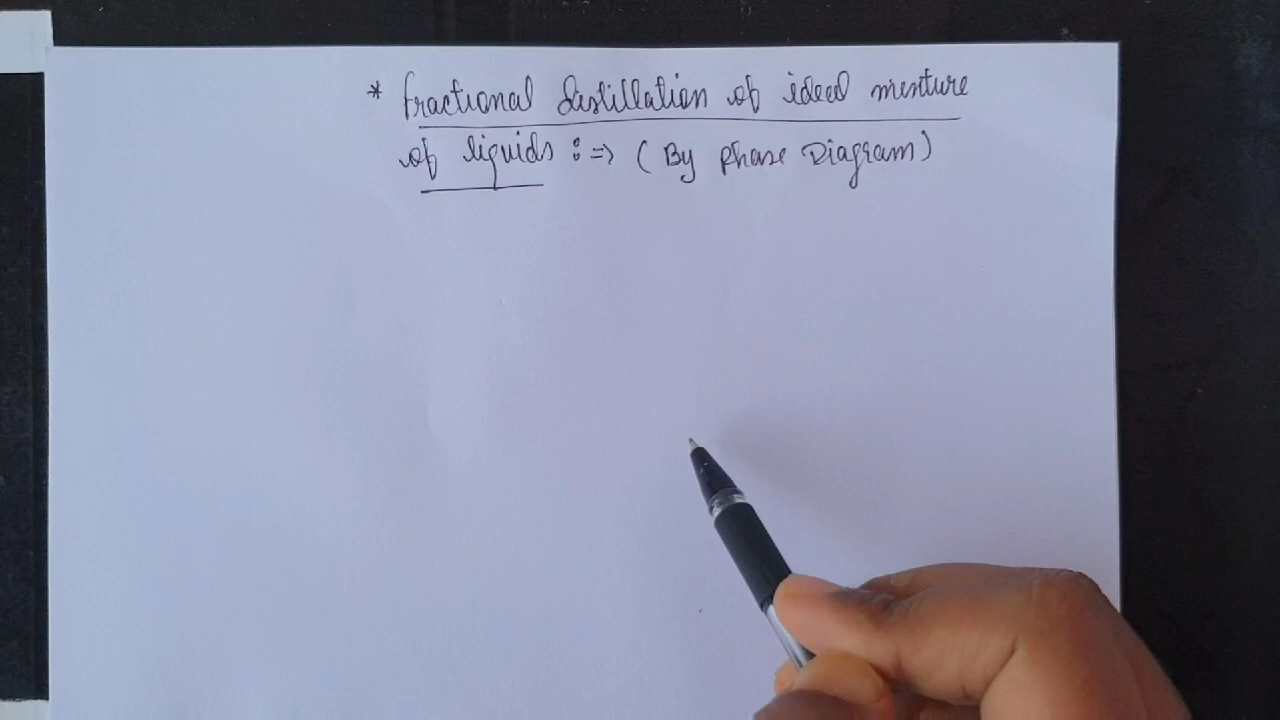 * fractional distillation of ideal mixture
of liquids :⇒ (By Phase Diagram)